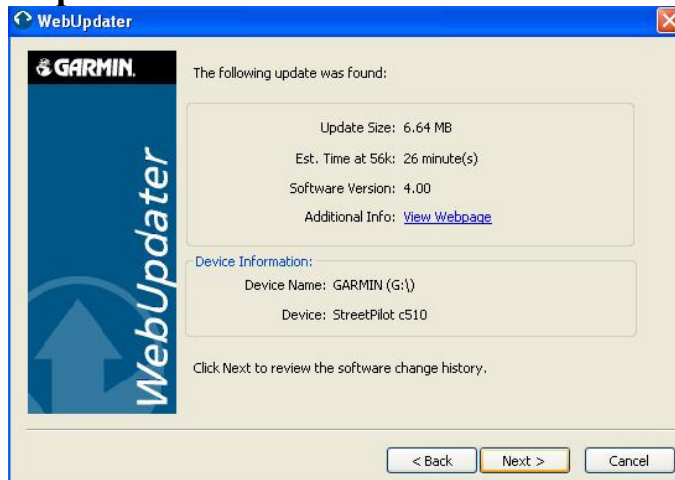 WebUpdater
GARMIN.
WebUpdater
The following update was found:
Update Size: 6.64 MB
Est. Time at 56k: 26 minute(s)
Software Version: 4.00
Additional Info: View Webpage
Device Information:
Device Name: GARMIN (G:\)
Device: StreetPilot c510
Click Next to review the software change history.
< Back
Next >
Cancel